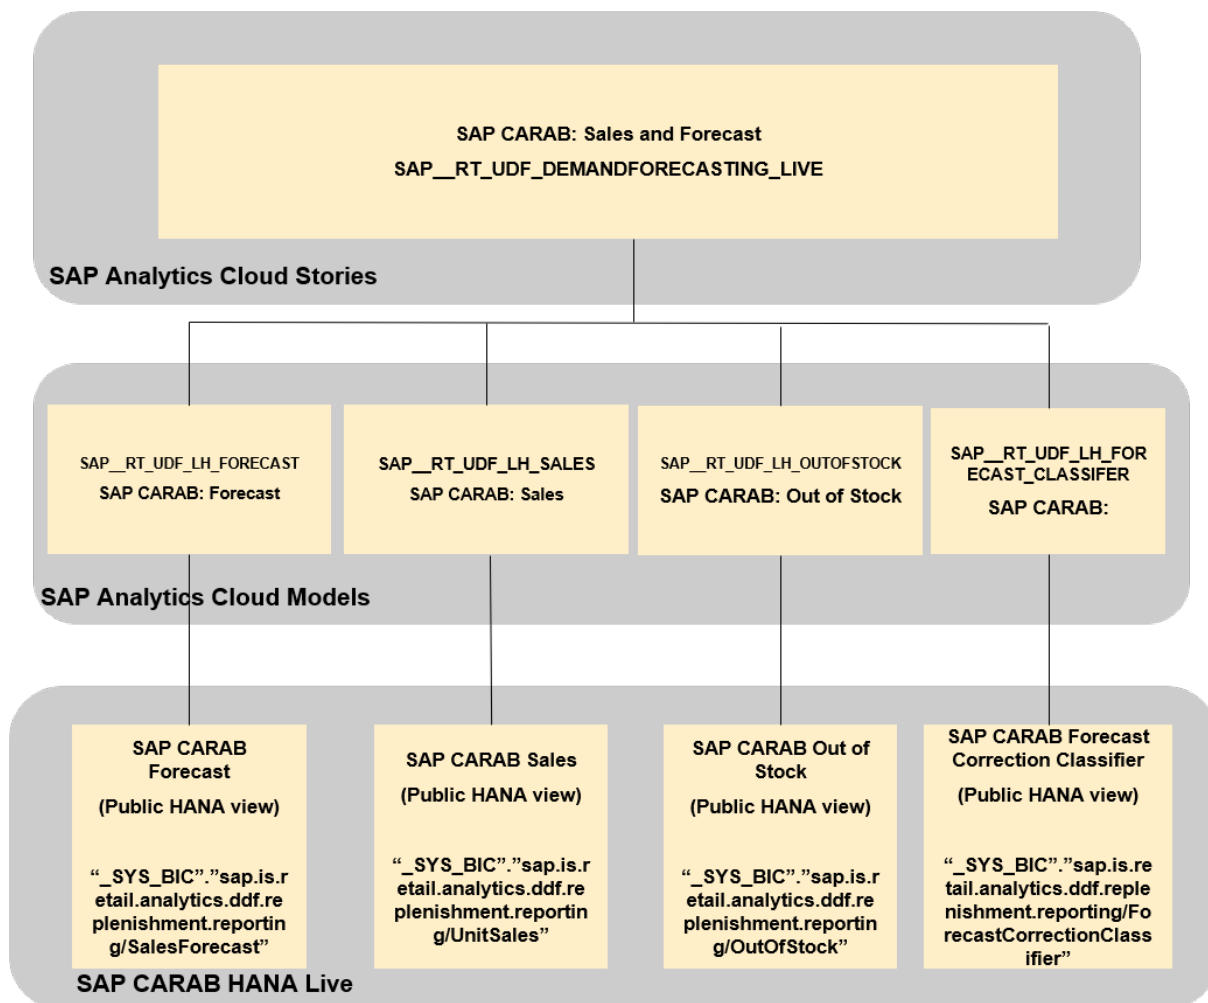 SAP CARAB: Sales and Forecast
SAP__RT_UDF_DEMANDFORECASTING_LIVE
SAP Analytics Cloud Stories
SAP__RT_UDF_LH_FORECAST
SAP CARAB: Forecast
SAP__RT_UDF_LH_SALES
SAP CARAB: Sales
SAP__RT_UDF_LH_OUTOFSTOCK
SAP CARAB: Out of Stock
SAP__RT_UDF_LH_FOR
ECAST_CLASSIFER
SAP CARAB:
SAP Analytics Cloud Models
SAP CARAB
Forecast
(Public HANA view)
“_SYS_BIC”.”sap.is.r
etail.analytics.ddf.re
plenishment.reportin
g/SalesForecast”
SAP CARAB Sales
(Public HANA view)
“_SYS_BIC”.”sap.is.r
etail.analytics.ddf.re
plenishment.reportin
g/UnitSales”
SAP CARAB Out of
Stock
(Public HANA view)
“_SYS_BIC”.”sap.is.r
etail.analytics.ddf.re
plenishment.reportin
g/OutOfStock”
SAP CARAB Forecast
Correction Classifier
(Public HANA view)
“_SYS_BIC”.”sap.is.re
tail.analytics.ddf.reple
nishment.reporting/Fo
recastCorrectionClass
ifier”
SAP CARAB HANA Live